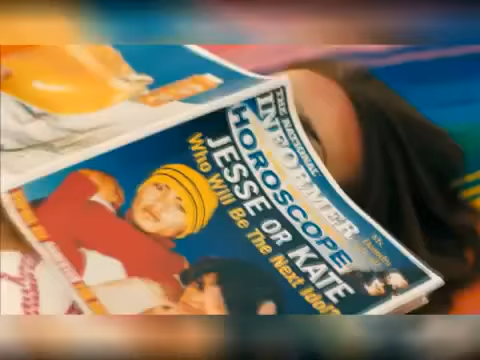 THE NATIONAL
INFORMER
HOROSCOPE
JESSE OR KATE
Who Will Be The Next Idol?